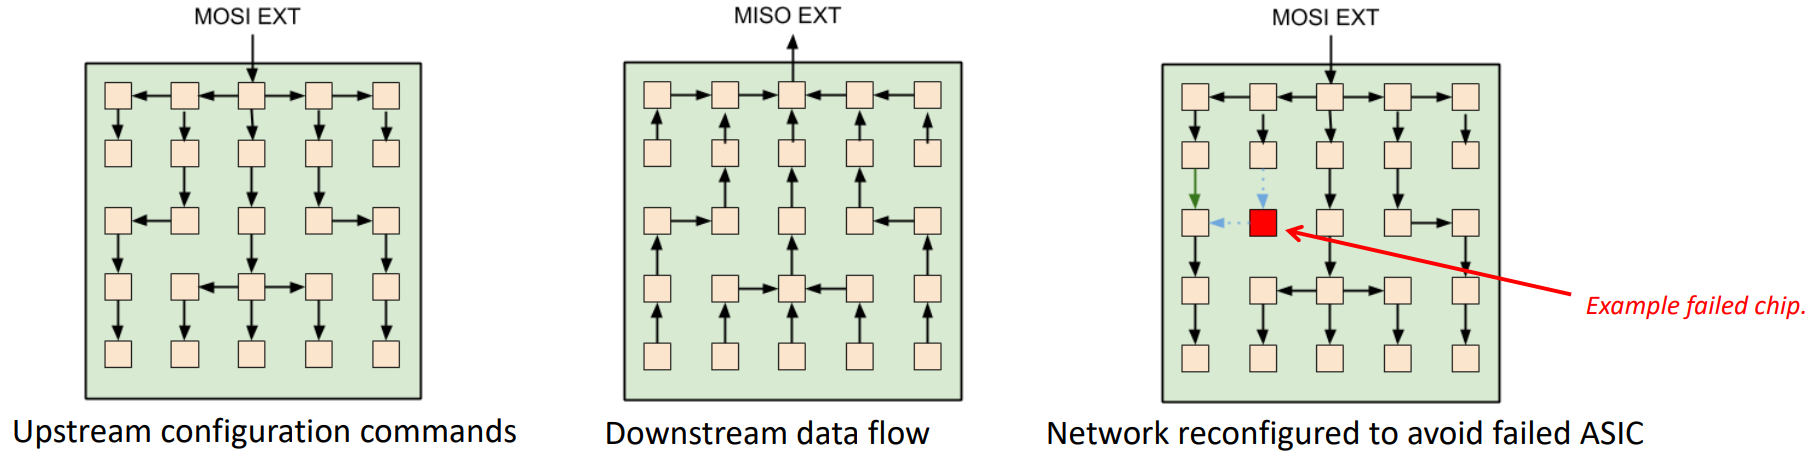 MOSI EXT
MISO EXT
MOSI EXT
Example failed chip.
Upstream configuration commands
Downstream data flow
Network reconfigured to avoid failed ASIC